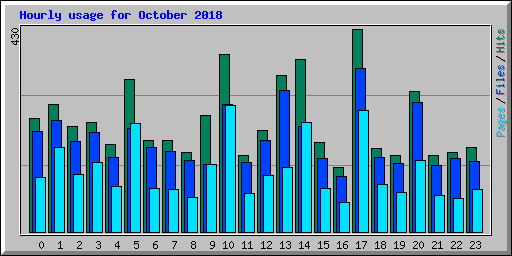 Hourly usage for October 2018
430
Pages/Files/Hits
0 1 2 3 4 5 6 7 8 9 10 11 12 13 14 15 16 17 18 19 20 21 22 23